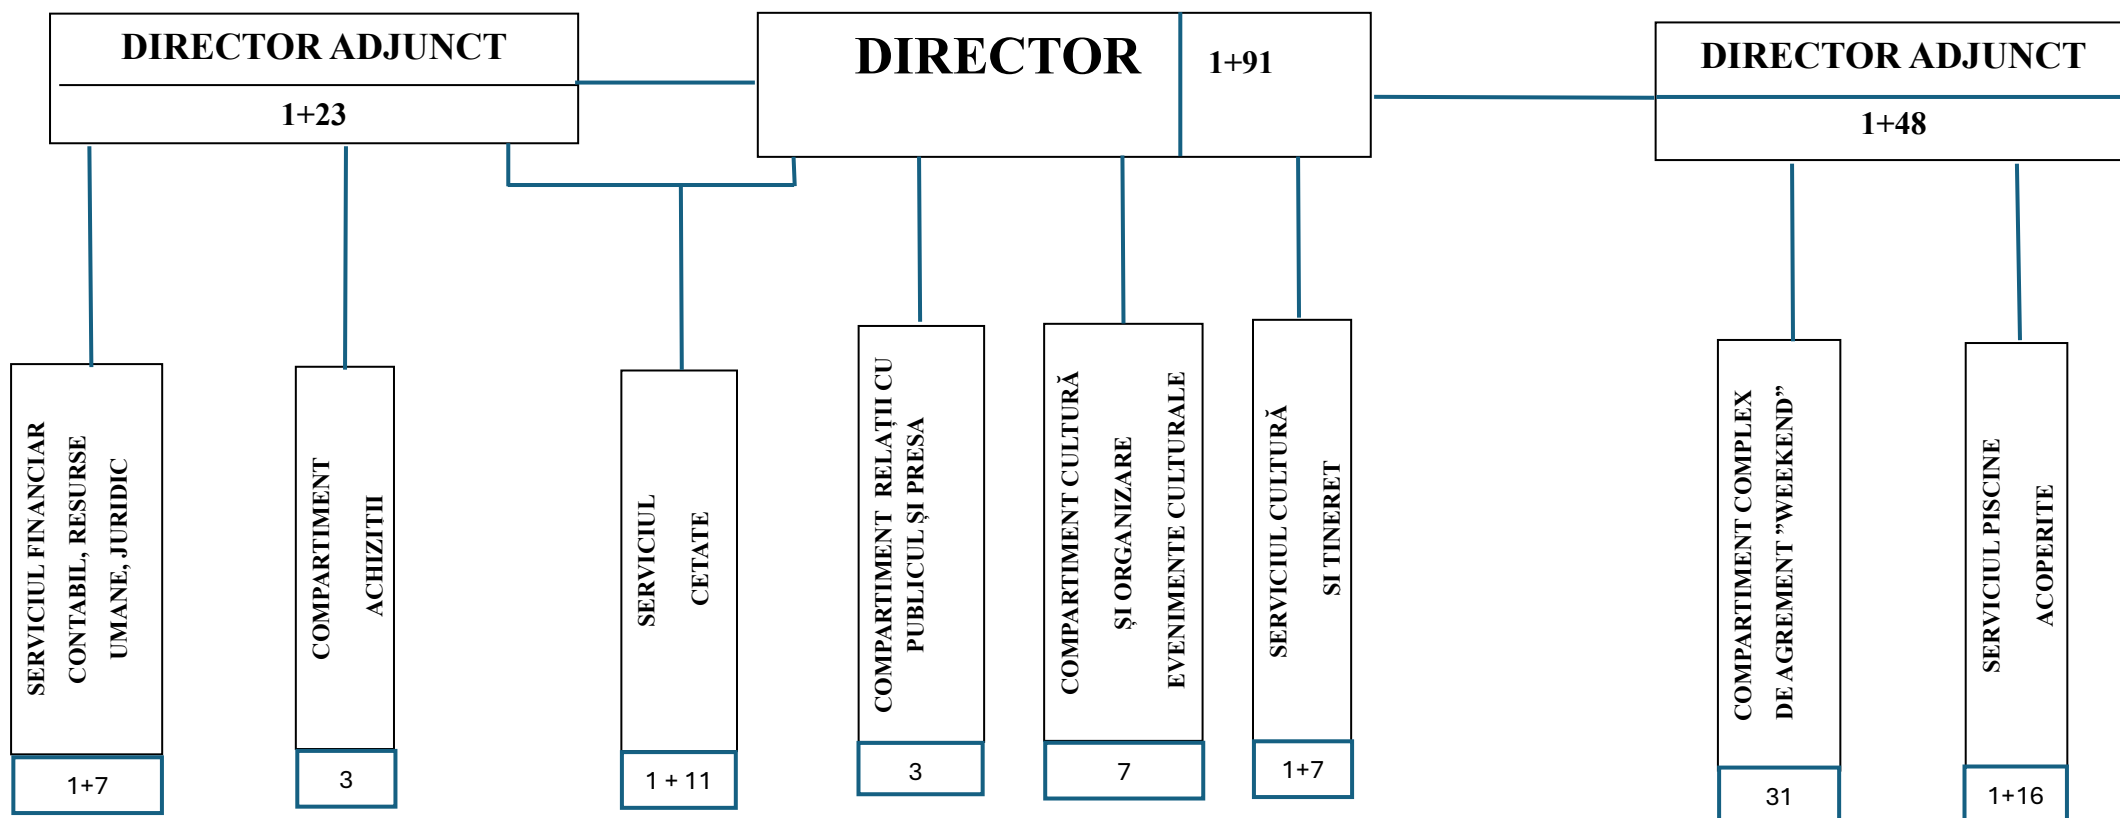 DIRECTOR ADJUNCT
1+23
DIRECTOR
1+91
DIRECTOR ADJUNCT
1+48
SERVICIUL FINANCIAR
CONTABIL, RESURSE
UMANE, JURIDIC
1+7
COMPARTIMENT
ACHIZITII
3
SERVICIUL
CETATE
1 + 11
COMPARTIMENT RELAȚII CU
PUBLICUL ȘI PRESA
3
COMPARTIMENT CULTURĂ
ȘI ORGANIZARE
EVENIMENTE CULTURALE
7
SERVICIUL CULTURĂ
SI TINERET
1+7
COMPARTIMENT COMPLEX
DE AGREMENT ”WEEKEND”
31
SERVICIUL PISCINE
ACOPERITE
1+16